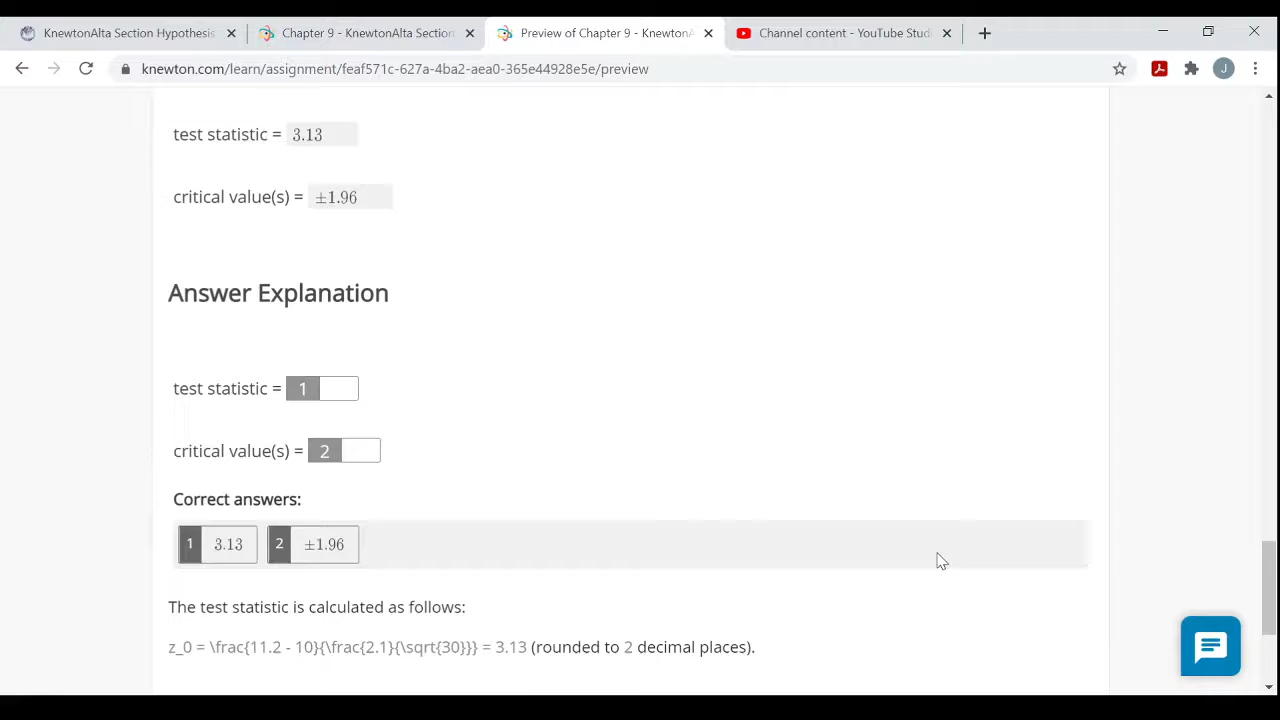 KnewtonAlta Section Hypothesis
Chapter 9 - KnewtonAlta Section
Preview of Chapter 9 - KnewtonA
Channel content - YouTube Studi
knewton.com/learn/assignment/feaf571c-627a-4ba2-aea0-365e44928e5e/preview
J
test statistic = 3.13
critical value(s) = ±1.96
Answer Explanation
test statistic = 1
critical value(s) = 2
Correct answers:
1 3.13 2 ±1.96
The test statistic is calculated as follows:
z_0 = \frac{11.2 - 10}{\frac{2.1}{\sqrt{30}}} = 3.13 (rounded to 2 decimal places).